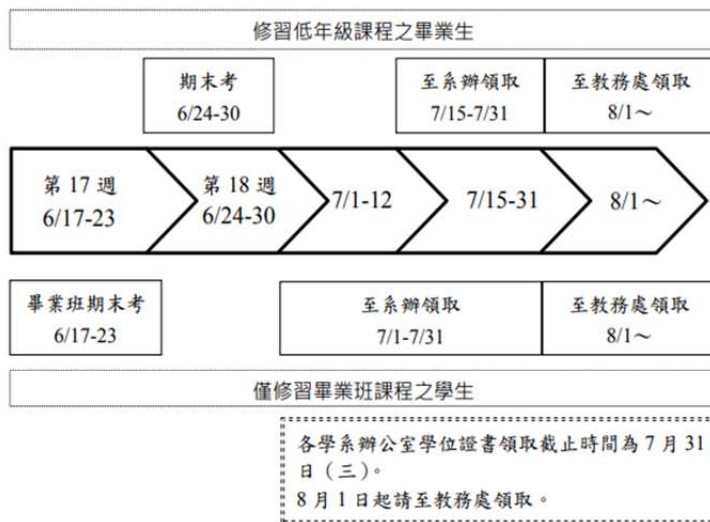 修習低年級課程之畢業生
期末考
6/24-30
至系辦領取
7/15-7/31
至教務處領取
8/1～
第 17 週
6/17-23
第 18 週
6/24-30
7/1-12
7/15-31
8/1～
畢業班期末考
6/17-23
至系辦領取
7/1-7/31
至教務處領取
8/1～
僅修習畢業班課程之學生
各學系辦公室學位證書領取截止時間為 7 月 31
日（三）。
8 月 1 日起請至教務處領取。